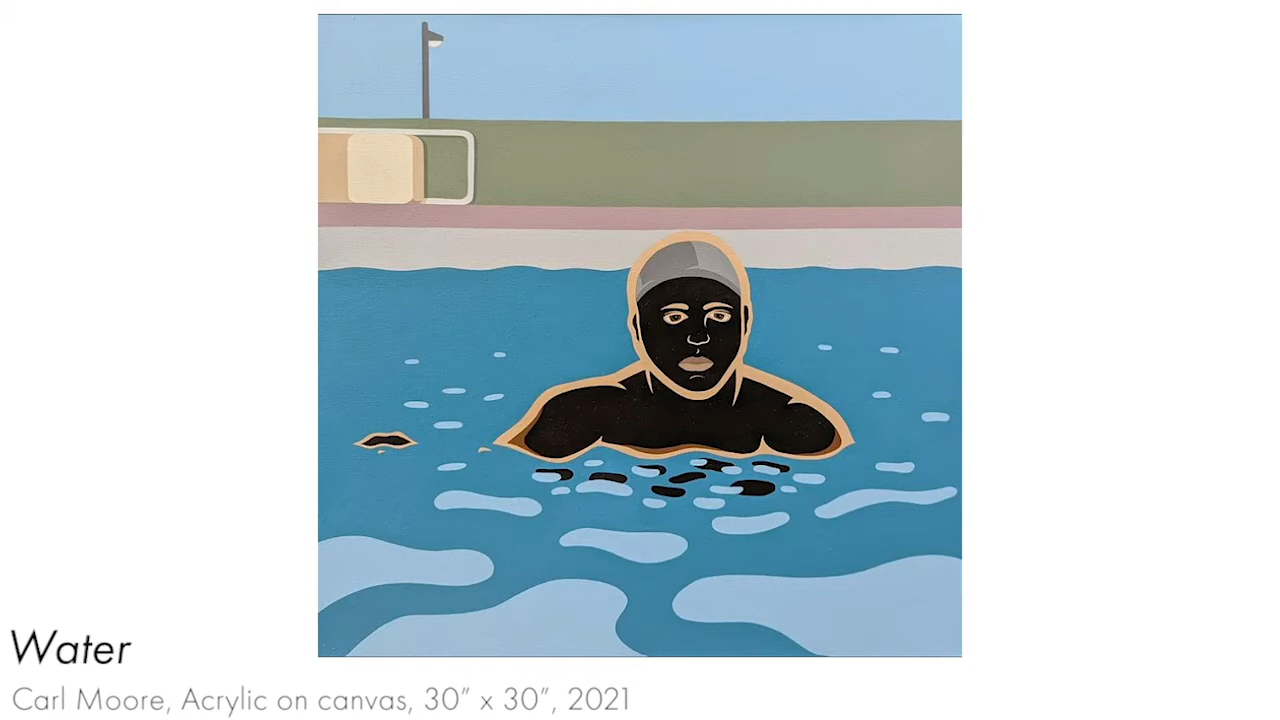 Water
Carl Moore, Acrylic on canvas, 30” x 30”, 2021